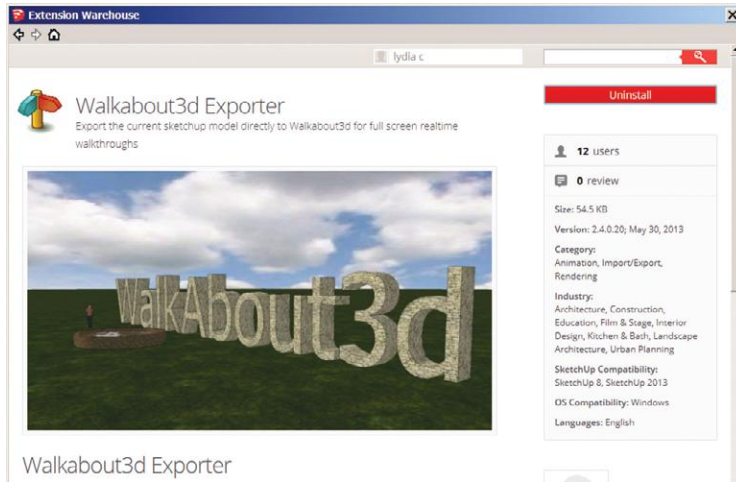 Extension Warehouse
lydia c
Walkabout3d Exporter
Export the current sketchup model directly to Walkabout3d for full screen realtime
walkthroughs
Uninstall
12 users
0 review
Size: 54.5 KB
Version: 2.4.0.20; May 30, 2013
Category:
Animation, Import/Export,
Rendering
Industry:
Architecture, Construction,
Education, Film & Stage, Interior
Design, Kitchen & Bath, Landscape
Architecture, Urban Planning
SketchUp Compatibility:
SketchUp 8, SketchUp 2013
OS Compatibility: Windows
Languages: English
WalkAbout3d
Walkabout3d Exporter